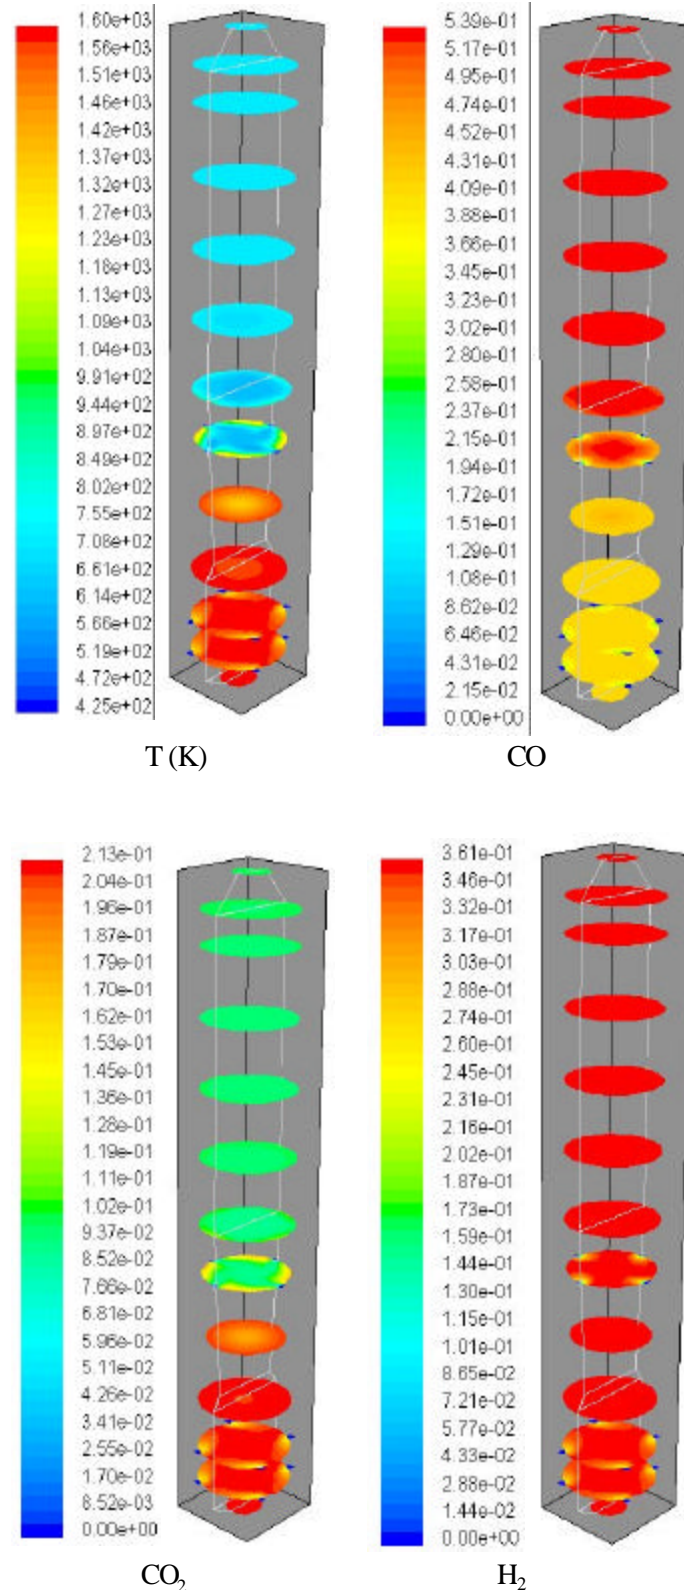 1.60e+03
1.56e+03
1.51e+03
1.46e+03
1.42e+03
1.37e+03
1.32e+03
1.27e+03
1.23e+03
1.18e+03
1.13e+03
1.09e+03
1.04e+03
9.91e+02
9.44e+02
8.97e+02
8.49e+02
8.02e+02
7.55e+02
7.08e+02
6.61e+02
6.14e+02
5.66e+02
5.19e+02
4.72e+02
4.25e+02
T (K)
5.39e-01
5.17e-01
4.95e-01
4.74e-01
4.52e-01
4.31e-01
4.09e-01
3.88e-01
3.66e-01
3.45e-01
3.23e-01
3.02e-01
2.80e-01
2.58e-01
2.37e-01
2.15e-01
1.94e-01
1.72e-01
1.51e-01
1.29e-01
1.08e-01
8.62e-02
6.46e-02
4.31e-02
2.15e-02
0.00e+00
CO
2.13e-01
2.04e-01
1.96e-01
1.87e-01
1.79e-01
1.70e-01
1.62e-01
1.53e-01
1.45e-01
1.36e-01
1.28e-01
1.19e-01
1.11e-01
1.02e-01
9.37e-02
8.52e-02
7.66e-02
6.81e-02
5.96e-02
5.11e-02
4.26e-02
3.41e-02
2.55e-02
1.70e-02
8.52e-03
0.00e+00
CO₂
3.61e-01
3.46e-01
3.32e-01
3.17e-01
3.03e-01
2.88e-01
2.74e-01
2.60e-01
2.45e-01
2.31e-01
2.16e-01
2.02e-01
1.87e-01
1.73e-01
1.59e-01
1.44e-01
1.30e-01
1.15e-01
1.01e-01
8.65e-02
7.21e-02
5.77e-02
4.33e-02
2.88e-02
1.44e-02
0.00e+00
H₂